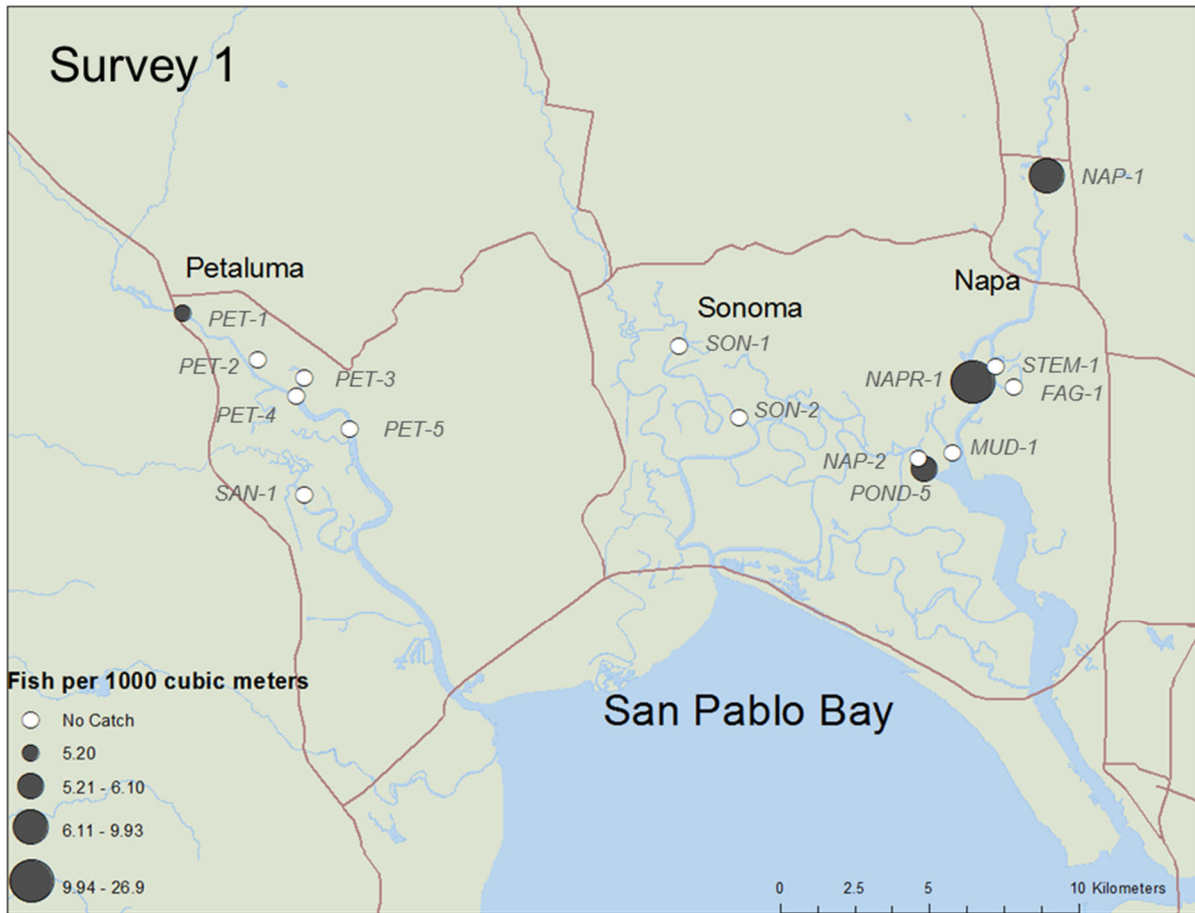 Survey 1
NAP-1
Petaluma
Napa
Sonoma
PET-1
SON-1
PET-2
PET-3
NAPR-1
STEM-1
FAG-1
PET-4
SON-2
PET-5
MUD-1
NAP-2
SAN-1
POND-5
Fish per 1000 cubic meters
No Catch
5.20
5.21 - 6.10
6.11 - 9.93
9.94 - 26.9
San Pablo Bay
0 2.5 5 10 Kilometers